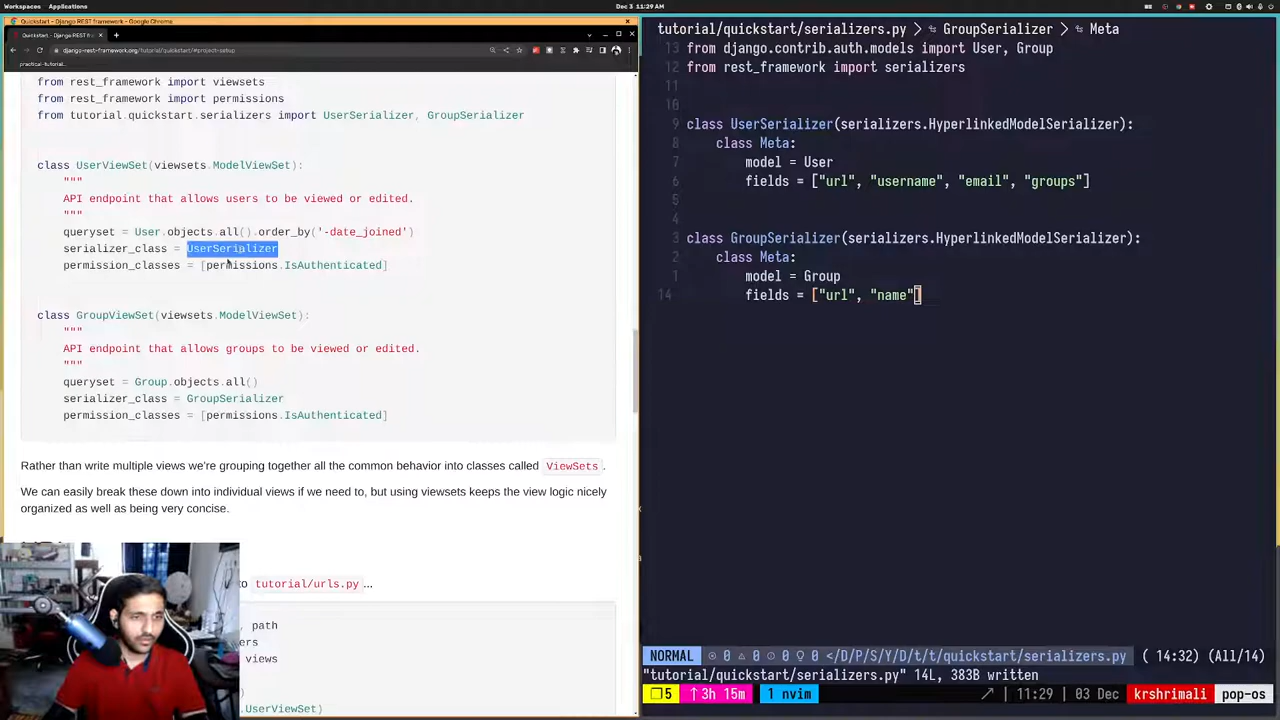 Workspaces
Applications
Dec 3 11:29 AM
Quickstart - Django REST framework - Google Chrome
Quickstart - Django REST f
django-rest-framework.org/tutorial/quickstart/#project-setup
practical-tutorial...
from rest_framework import viewsets
from rest_framework import permissions
from tutorial.quickstart.serializers import UserSerializer, GroupSerializer
class UserViewSet(viewsets.ModelViewSet):
"""
API endpoint that allows users to be viewed or edited.
"""
queryset = User.objects.all().order_by('-date_joined')
serializer_class = UserSerializer
permission_classes = [permissions.IsAuthenticated]
class GroupViewSet(viewsets.ModelViewSet):
"""
API endpoint that allows groups to be viewed or edited.
"""
queryset = Group.objects.all()
serializer_class = GroupSerializer
permission_classes = [permissions.IsAuthenticated]
Rather than write multiple views we're grouping together all the common behavior into classes called ViewSets.
We can easily break these down into individual views if we need to, but using viewsets keeps the view logic nicely
organized as well as being very concise.
to tutorial/urls.py...
, path
ers
views
)
.UserViewSet)
tutorial/quickstart/serializers.py > GroupSerializer > Meta
13 from django.contrib.auth.models import User, Group
12 from rest_framework import serializers
11
10
9 class UserSerializer(serializers.HyperlinkedModelSerializer):
8 class Meta:
7 model = User
6 fields = ["url", "username", "email", "groups"]
5
4
3 class GroupSerializer(serializers.HyperlinkedModelSerializer):
2 class Meta:
1 model = Group
14 fields = ["url", "name"]
NORMAL 0 0 0 0 </D/P/S/Y/D/t/t/quickstart/serializers.py ( 14:32) (All/14)
"tutorial/quickstart/serializers.py" 14L, 383B written
5 ↑ 3h 15m 1 nvim 11:29 03 Dec krshrimali pop-os